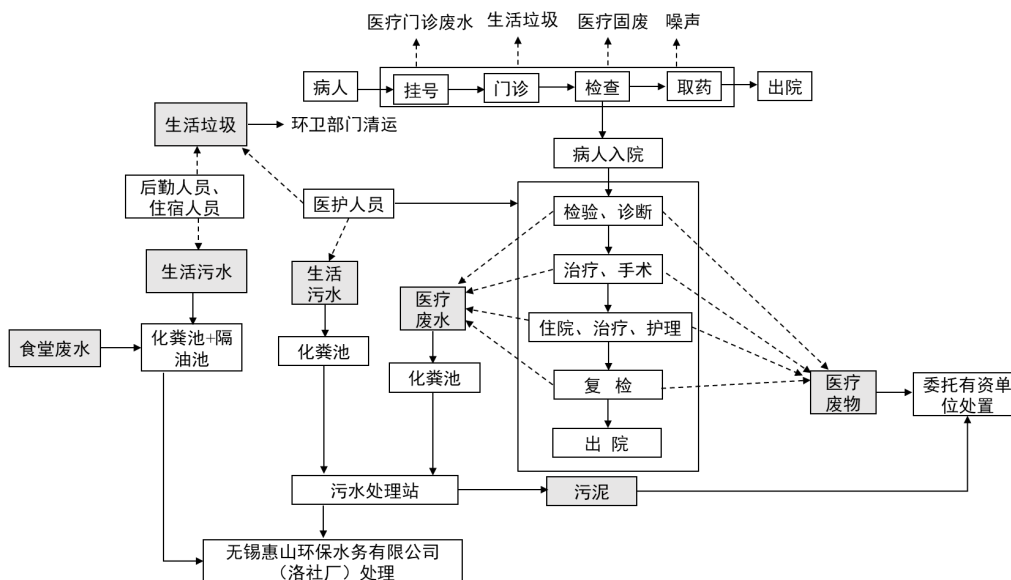 医疗门诊废水
生活垃圾
医疗固废
噪声
病人
挂号
门诊
检查
取药
出院
生活垃圾
环卫部门清运
病人入院
后勤人员、
住宿人员
医护人员
检验、诊断
生活污水
生活
污水
医疗
废水
治疗、手术
食堂废水
化粪池+隔
油池
化粪池
化粪池
住院、治疗、护理
复 检
医疗
废物
委托有资单
位处置
出 院
污水处理站
污泥
无锡惠山环保水务有限公司
（洛社厂）处理